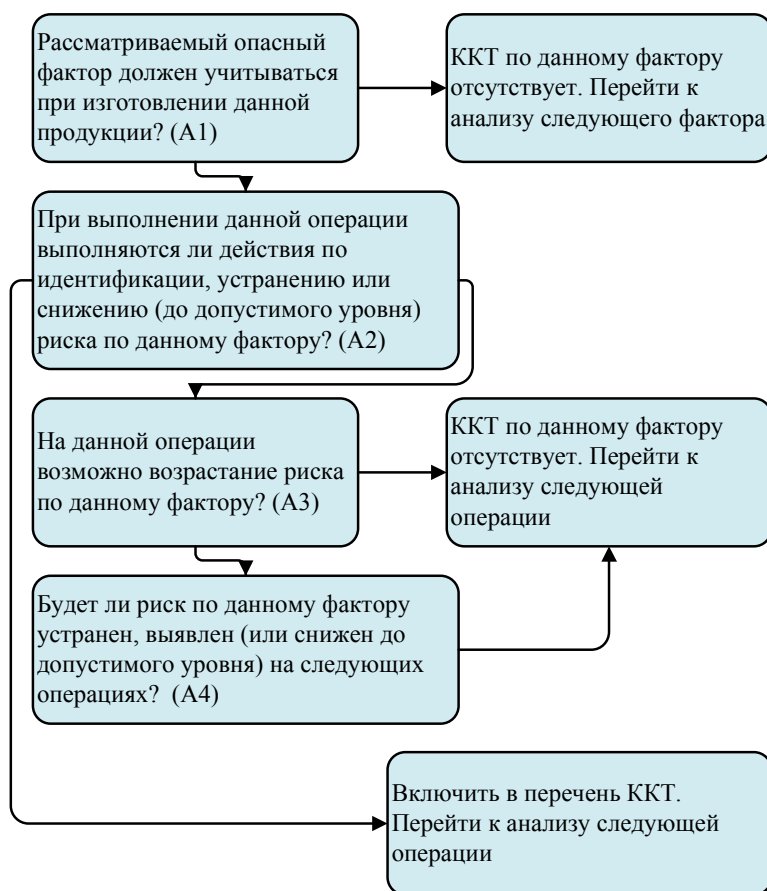 Рассматриваемый опасный
фактор должен учитываться
при изготовлении данной
продукции? (А1)
ККТ по данному фактору
отсутствует. Перейти к
анализу следующего фактора
При выполнении данной операции
выполняются ли действия по
идентификации, устранению или
снижению (до допустимого уровня)
риска по данному фактору? (А2)
На данной операции
возможно возрастание риска
по данному фактору? (А3)
ККТ по данному фактору
отсутствует. Перейти к
анализу следующей
операции
Будет ли риск по данному фактору
устранен, выявлен (или снижен до
допустимого уровня) на следующих
операциях? (А4)
Включить в перечень ККТ.
Перейти к анализу следующей
операции